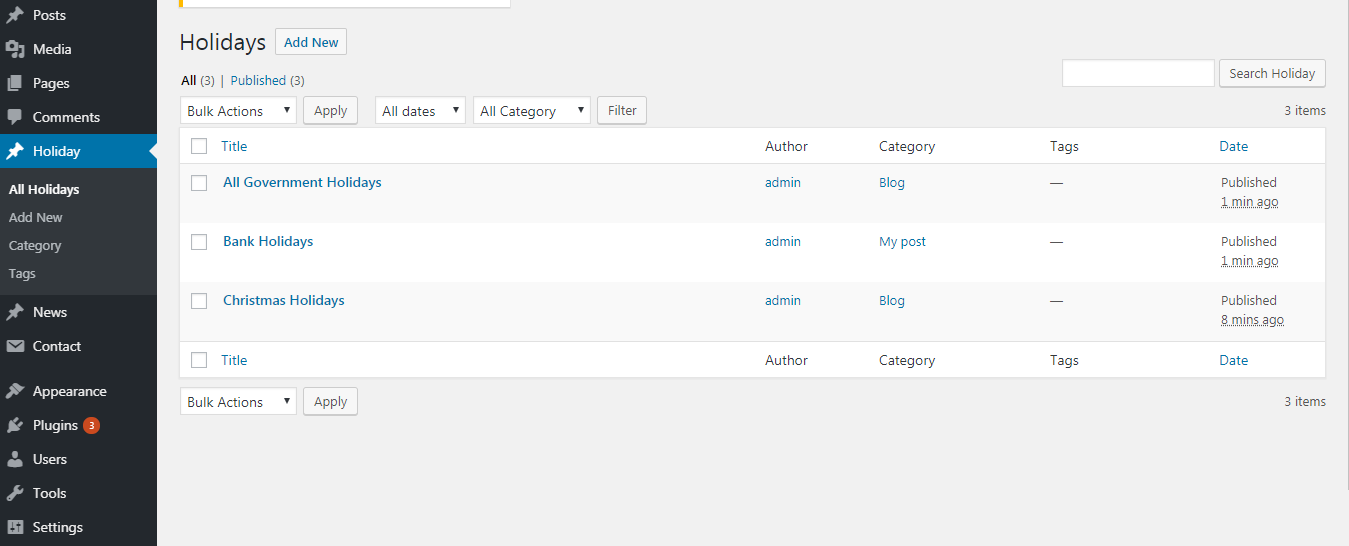 Posts
Media
Pages
Comments
Holiday
All Holidays
Add New
Category
Tags
News
Contact
Appearance
Plugins 3
Users
Tools
Settings
Holidays Add New
All (3) | Published (3)
Search Holiday
Bulk Actions Apply All dates All Category Filter 3 items
Title Author Category Tags Date
All Government Holidays admin Blog — Published
1 min ago
Bank Holidays admin My post — Published
1 min ago
Christmas Holidays admin Blog — Published
8 mins ago
Title Author Category Tags Date
Bulk Actions Apply 3 items